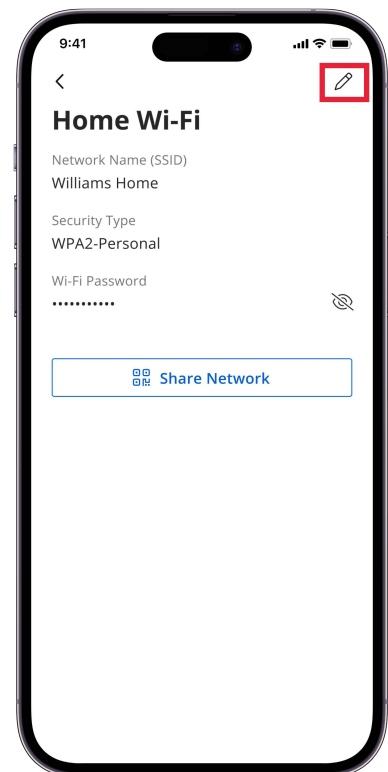 9:41
Home Wi-Fi
Network Name (SSID)
Williams Home
Security Type
WPA2-Personal
Wi-Fi Password
•••••••••••
Share Network